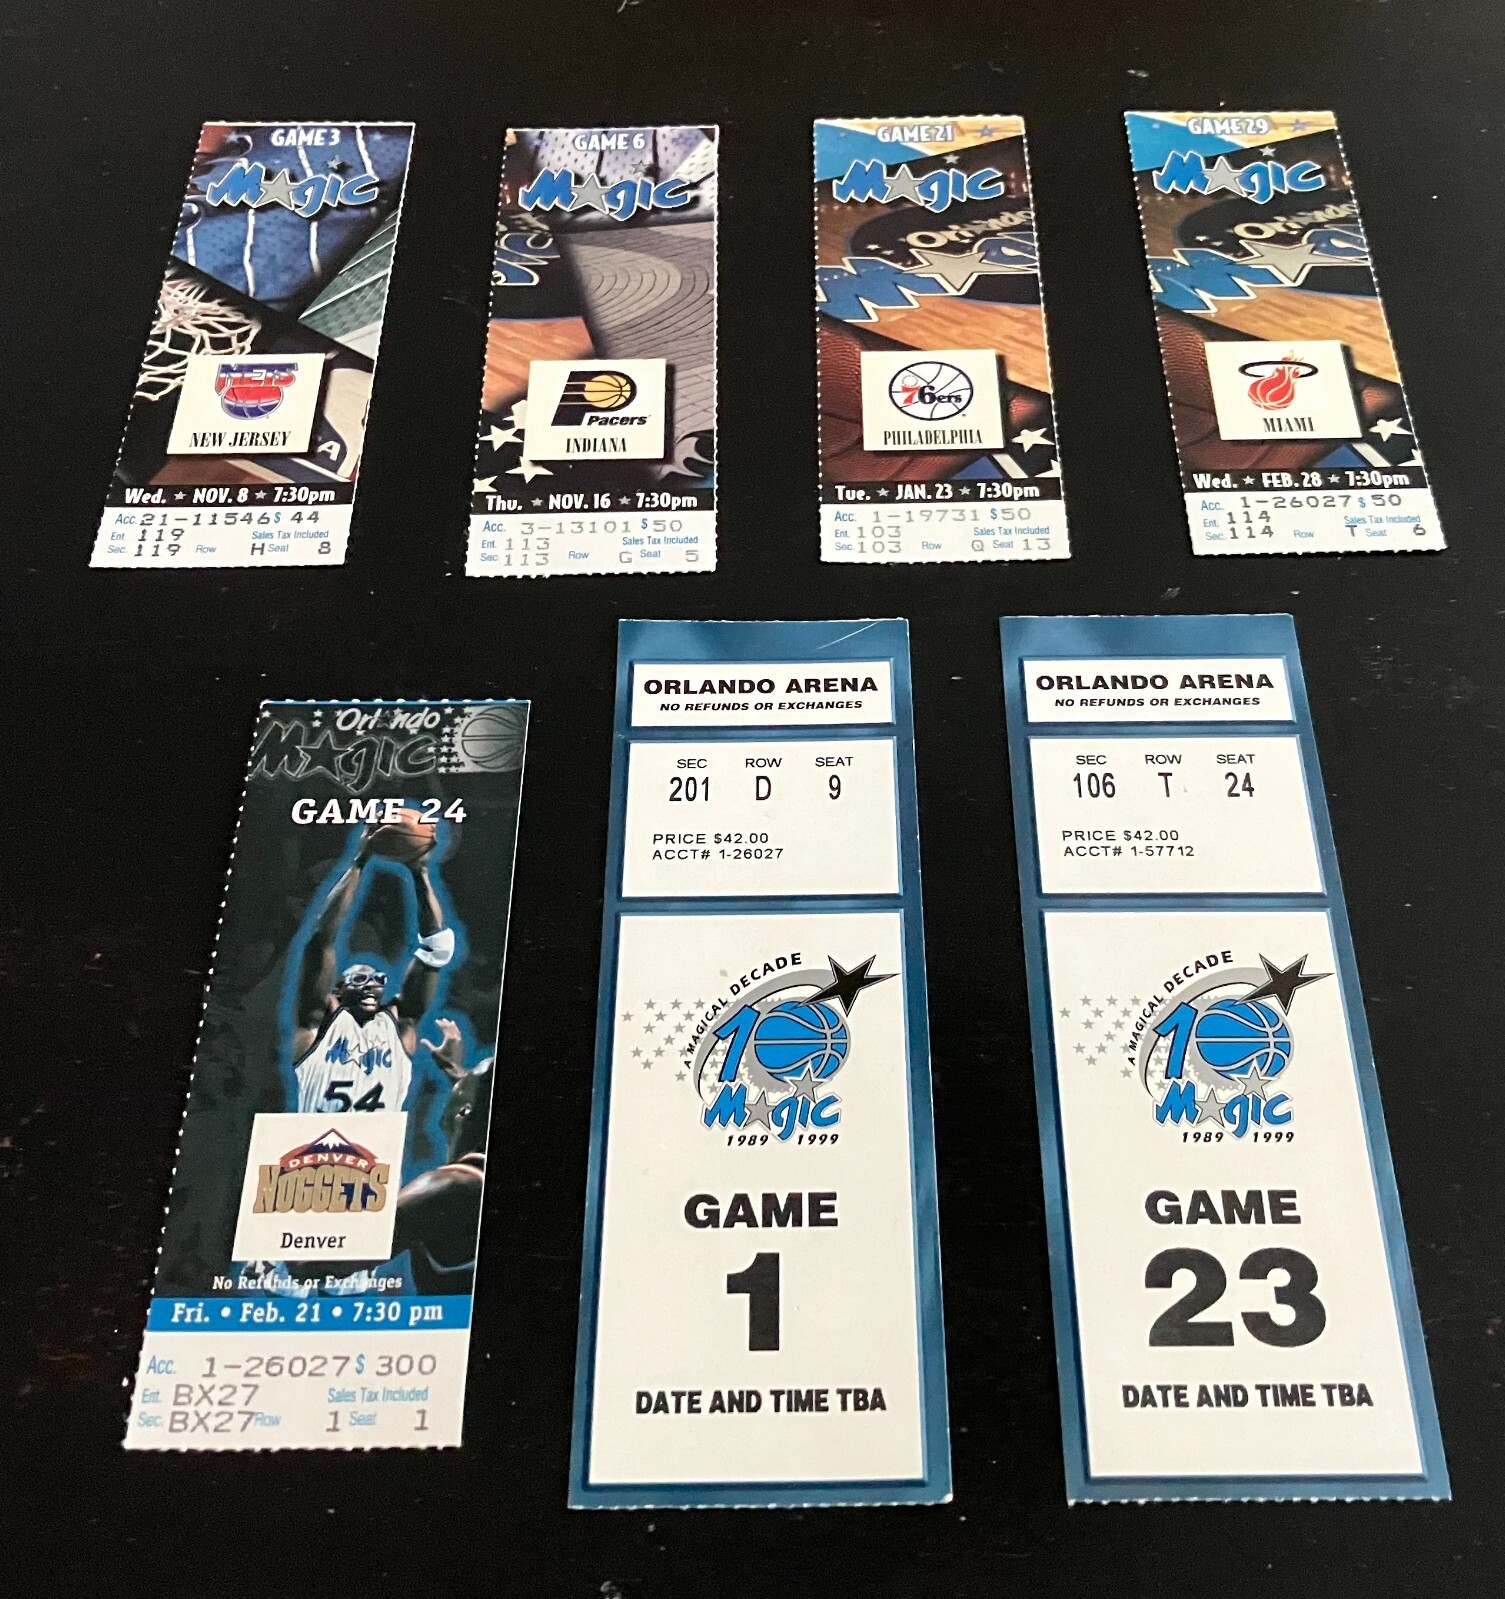 GAME 3
Magic
NETS
NEW JERSEY
Wed. ★ NOV. 8 ★ 7:30pm
Acc. 21-11546 $ 44
Ent. 119 Sales Tax Included
Sec. 119 Row H Seat 8
GAME 6
Magic
Pacers
INDIANA
Thu. ★ NOV. 16 ★ 7:30pm
Acc. 3-13101 $ 50
Ent. 113 Sales Tax Included
Sec. 113 Row G Seat 5
GAME 21
Magic
Orlando
76ers
PHILADELPHIA
Tue. ★ JAN. 23 ★ 7:30pm
Acc. 1-19731 $ 50
Ent. 103 Sales Tax Included
Sec. 103 Row Q Seat 13
GAME 29
Magic
Orlando
MIAMI
Wed. ★ FEB. 28 ★ 7:30pm
Acc. 1-26027 $ 50
Ent. 114 Sales Tax Included
Sec. 114 Row T Seat 6
Orlando
Magic
GAME 24
Magic
54
DENVER
NUGGETS
Denver
No Refunds or Exchanges
Fri. • Feb. 21 • 7:30 pm
Acc. 1-26027 $ 300
Ent. BX27 Sales Tax Included
Sec. BX27 Row 1 Seat 1
ORLANDO ARENA
NO REFUNDS OR EXCHANGES
SEC ROW SEAT
201 D 9
PRICE $42.00
ACCT# 1-26027
A MAGICAL DECADE
10
Magic
1989 1999
GAME
1
DATE AND TIME TBA
ORLANDO ARENA
NO REFUNDS OR EXCHANGES
SEC ROW SEAT
106 T 24
PRICE $42.00
ACCT# 1-57712
A MAGICAL DECADE
10
Magic
1989 1999
GAME
23
DATE AND TIME TBA